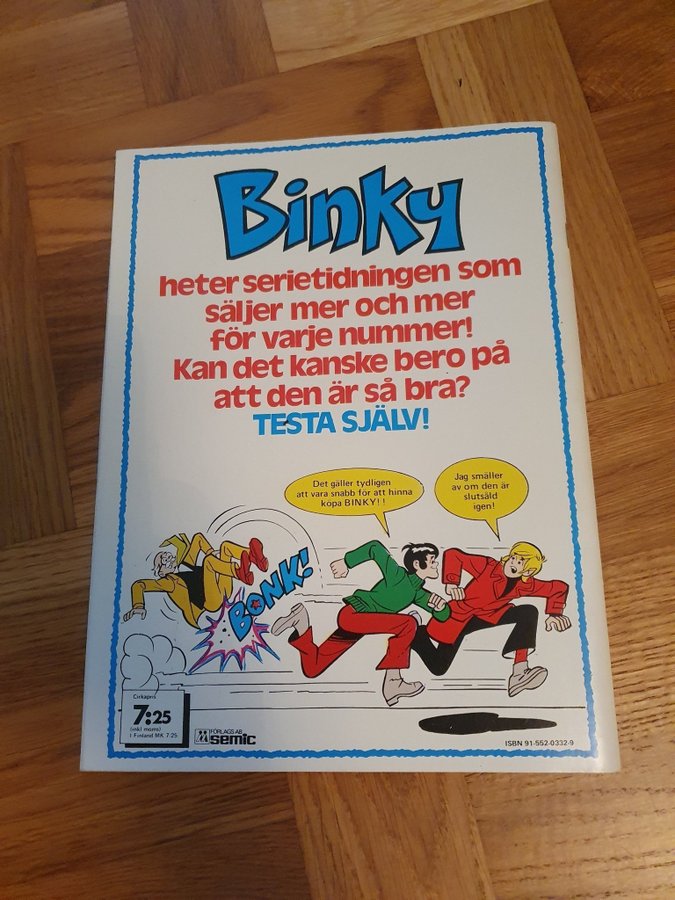 Binky
heter serietidningen som
säljer mer och mer
för varje nummer!
Kan det kanske bero på
att den är så bra?
TESTA SJÄLV!
Det gäller tydligen
att vara snabb för att hinna
köpa BINKY!!
Jag smäller
av om den är
slutsåld
igen!
BONK!
Cirkapris
7:25
(inkl moms)
I Finland MK 7.25
FÖRLAGS AB
semic
ISBN 91-552-0332-9